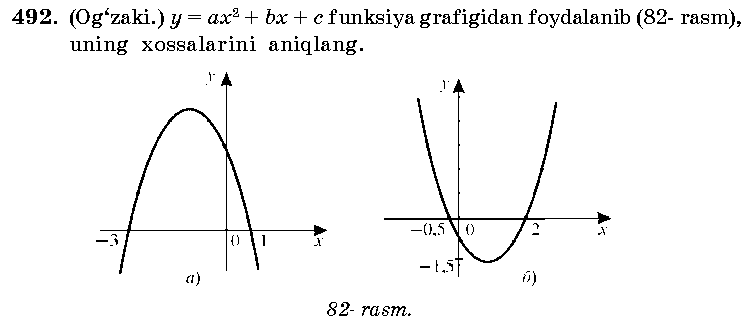 492. (Og‘zaki.) y = ax² + bx + c funksiya grafigidan foydalanib (82- rasm),
uning xossalarini aniqlang.
y
y
−3
0
1
x
−0,5
0
2
x
−1,5
a)
б)
82- rasm.